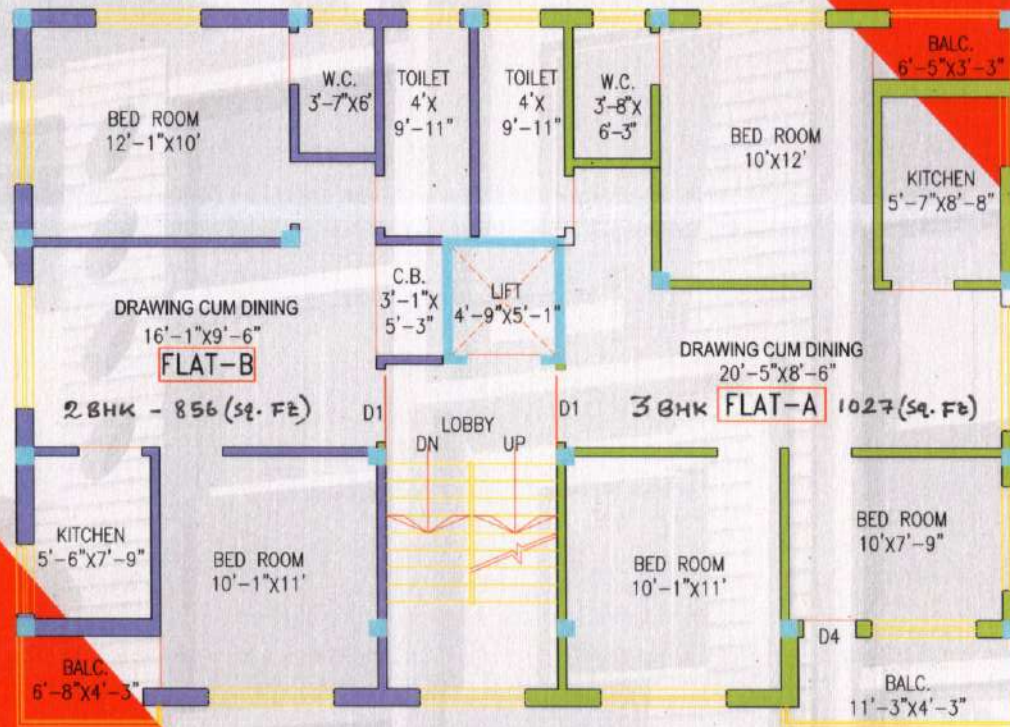 BALC.
6'-5"X3'-3"
W.C.
3'-7"X6'
TOILET
4'X
9'-11"
TOILET
4'X
9'-11"
W.C.
3'-8"X
6'-3"
BED ROOM
12'-1"X10'
BED ROOM
10'X12'
KITCHEN
5'-7"X8'-8"
C.B.
3'-1"X
5'-3"
LIFT
4'-9"X5'-1"
DRAWING CUM DINING
16'-1"X9'-6"
FLAT-B
2 BHK - 856 (Sq. Ft)
DRAWING CUM DINING
20'-5"X8'-6"
3 BHK FLAT-A 1027 (Sq. Ft)
D1
D1
LOBBY
DN UP
KITCHEN
5'-6"X7'-9"
BED ROOM
10'-1"X11'
BED ROOM
10'-1"X11'
BED ROOM
10'X7'-9"
D4
BALC.
6'-8"X4'-3"
BALC.
11'-3"X4'-3"